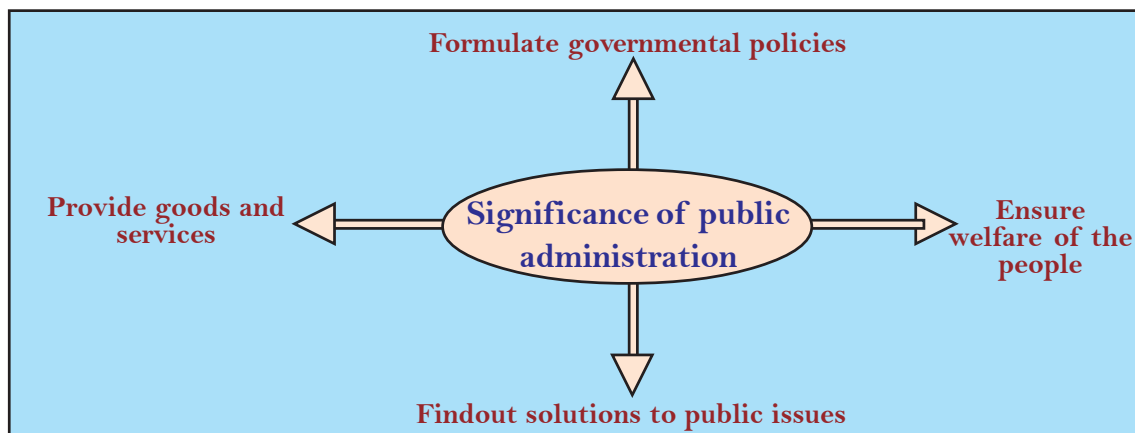 Formulate governmental policies
Provide goods and
services
Significance of public
administration
Ensure
welfare of the
people
Findout solutions to public issues